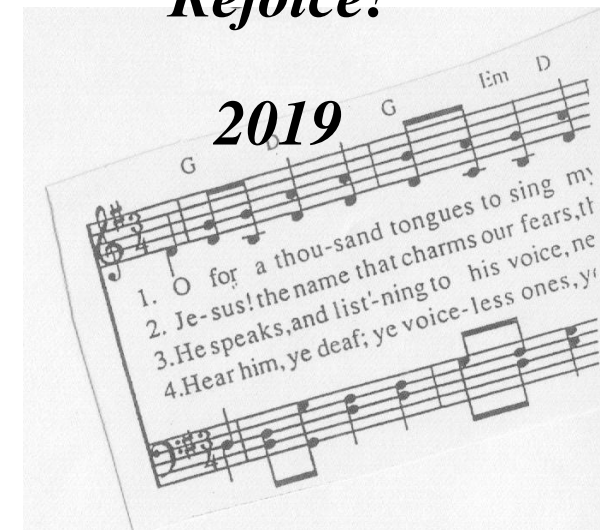 Rejoice!
2019
G D G Em D
1. O for a thou-sand tongues to sing my
2. Je-sus! the name that charms our fears, th
3. He speaks, and list'-ning to his voice, ne
4. Hear him, ye deaf; ye voice-less ones, y